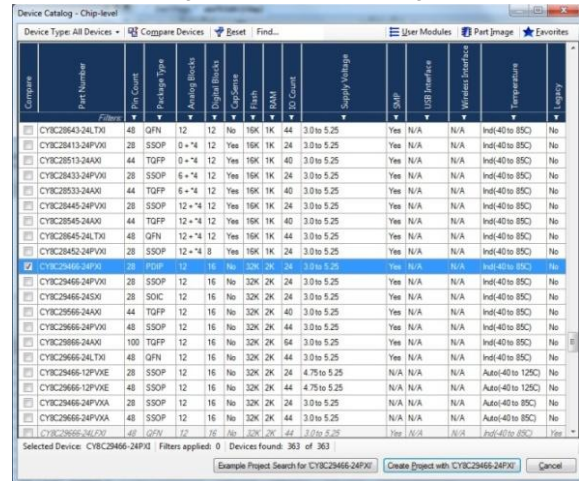 Device Catalog - Chip-level
Device Type: All Devices Compare Devices Reset Find... User Modules Part Image Favorites
Compare Part Number Pin Count Package Type Analog Blocks Digital Blocks CapSense Flash RAM IO Count Supply Voltage SMP USB Interface Wireless Interface Temperature Legacy
Filters:
CY8C28643-24LTXI 48 QFN 12 12 No 16K 1K 44 3.0 to 5.25 Yes N/A N/A Ind(-40 to 85C) No
CY8C28413-24PVXI 28 SSOP 0 + *4 12 Yes 16K 1K 24 3.0 to 5.25 Yes N/A N/A Ind(-40 to 85C) No
CY8C28513-24AXI 44 TQFP 0 + *4 12 Yes 16K 1K 40 3.0 to 5.25 Yes N/A N/A Ind(-40 to 85C) No
CY8C28433-24PVXI 28 SSOP 6 + *4 12 Yes 16K 1K 24 3.0 to 5.25 Yes N/A N/A Ind(-40 to 85C) No
CY8C28533-24AXI 44 TQFP 6 + *4 12 Yes 16K 1K 40 3.0 to 5.25 Yes N/A N/A Ind(-40 to 85C) No
CY8C28445-24PVXI 28 SSOP 12 + *4 12 Yes 16K 1K 24 3.0 to 5.25 Yes N/A N/A Ind(-40 to 85C) No
CY8C28545-24AXI 44 TQFP 12 + *4 12 Yes 16K 1K 40 3.0 to 5.25 Yes N/A N/A Ind(-40 to 85C) No
CY8C28645-24LTXI 48 QFN 12 + *4 12 Yes 16K 1K 44 3.0 to 5.25 Yes N/A N/A Ind(-40 to 85C) No
CY8C28452-24PVXI 28 SSOP 12 + *4 8 Yes 16K 1K 24 3.0 to 5.25 Yes N/A N/A Ind(-40 to 85C) No
CY8C29466-24PXI 28 PDIP 12 16 No 32K 2K 24 3.0 to 5.25 Yes N/A N/A Ind(-40 to 85C) No
CY8C29466-24PVXI 28 SSOP 12 16 No 32K 2K 24 3.0 to 5.25 Yes N/A N/A Ind(-40 to 85C) No
CY8C29466-24SXI 28 SOIC 12 16 No 32K 2K 24 3.0 to 5.25 Yes N/A N/A Ind(-40 to 85C) No
CY8C29566-24AXI 44 TQFP 12 16 No 32K 2K 40 3.0 to 5.25 Yes N/A N/A Ind(-40 to 85C) No
CY8C29666-24PVXI 48 SSOP 12 16 No 32K 2K 44 3.0 to 5.25 Yes N/A N/A Ind(-40 to 85C) No
CY8C29866-24AXI 100 TQFP 12 16 No 32K 2K 64 3.0 to 5.25 Yes N/A N/A Ind(-40 to 85C) No
CY8C29666-24LTXI 48 QFN 12 16 No 32K 2K 44 3.0 to 5.25 Yes N/A N/A Ind(-40 to 85C) No
CY8C29466-12PVXE 28 SSOP 12 16 No 32K 2K 24 4.75 to 5.25 N/A N/A N/A Auto(-40 to 125C) No
CY8C29666-12PVXE 48 SSOP 12 16 No 32K 2K 44 4.75 to 5.25 N/A N/A N/A Auto(-40 to 125C) No
CY8C29466-24PVXA 28 SSOP 12 16 No 32K 2K 24 3.0 to 5.25 N/A N/A N/A Auto(-40 to 85C) No
CY8C29666-24PVXA 48 SSOP 12 16 No 32K 2K 44 3.0 to 5.25 N/A N/A N/A Auto(-40 to 85C) No
CY8C29666-24LFXI 48 QFN 12 16 No 32K 2K 44 3.0 to 5.25 Yes N/A N/A Ind(-40 to 85C) Yes
Selected Device: CY8C29466-24PXI Filters applied: 0 Devices found: 363 of 363
Example Project Search for 'CY8C29466-24PXI' Create Project with 'CY8C29466-24PXI' Cancel